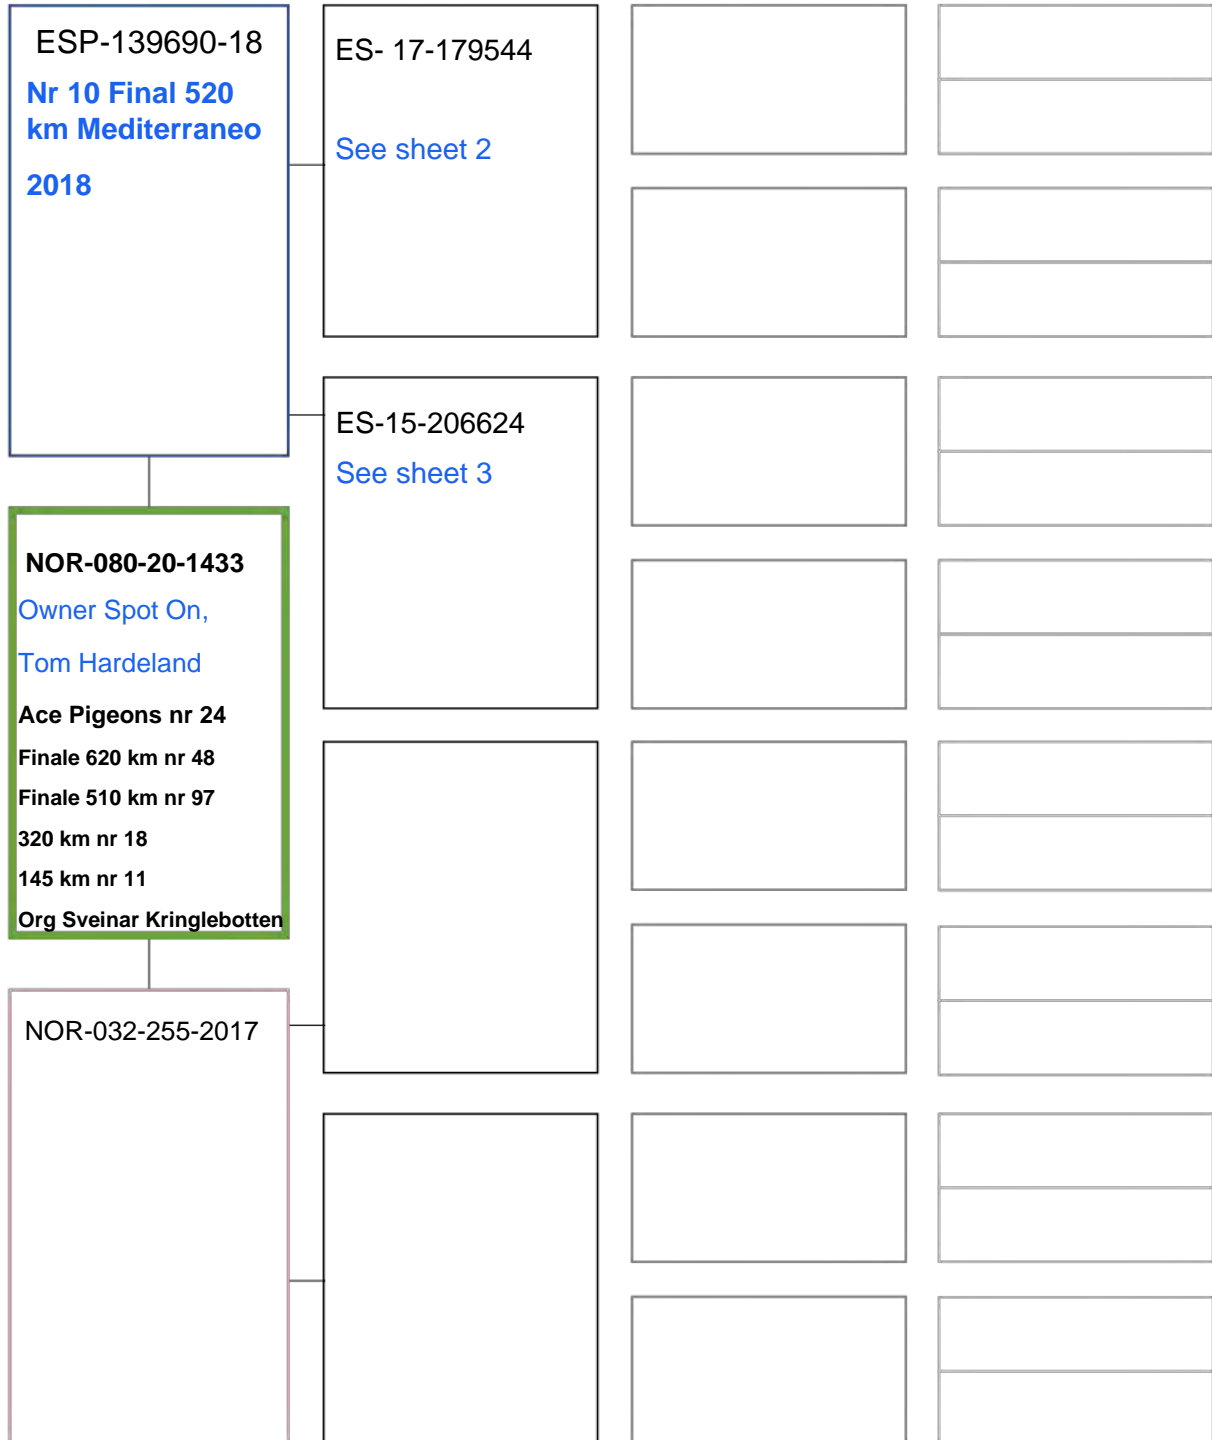 ESP-139690-18
Nr 10 Final 520
km Mediterraneo
2018
ES- 17-179544
See sheet 2
ES-15-206624
See sheet 3
NOR-080-20-1433
Owner Spot On,
Tom Hardeland
Ace Pigeons nr 24
Finale 620 km nr 48
Finale 510 km nr 97
320 km nr 18
145 km nr 11
Org Sveinar Kringlebotten
NOR-032-255-2017